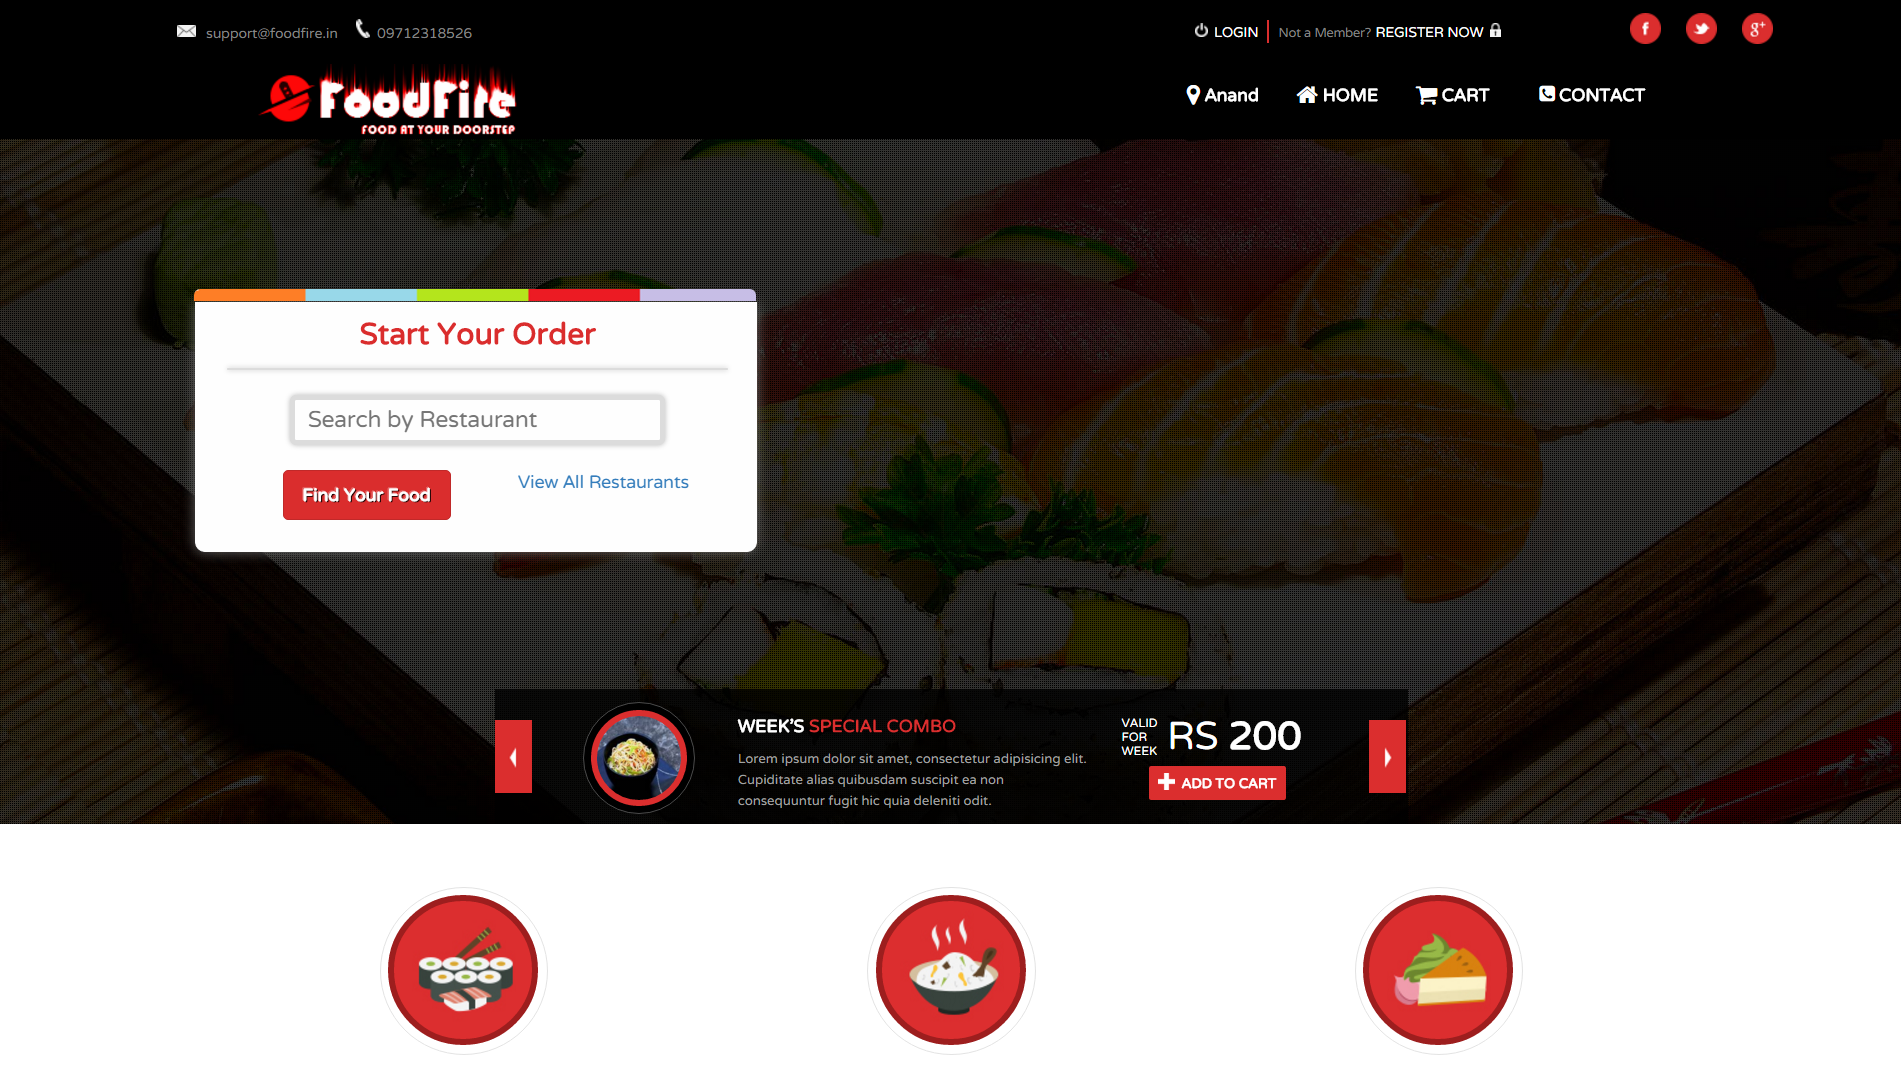 support@foodfire.in 09712318526 LOGIN Not a Member? REGISTER NOW
f g+
FoodFire
FOOD AT YOUR DOORSTEP
Anand HOME CART CONTACT
Start Your Order
Search by Restaurant
Find Your Food View All Restaurants
WEEK'S SPECIAL COMBO
Lorem ipsum dolor sit amet, consectetur adipisicing elit.
Cupiditate alias quibusdam suscipit ea non
consequuntur fugit hic quia deleniti odit.
VALID
FOR
WEEK
RS 200
ADD TO CART